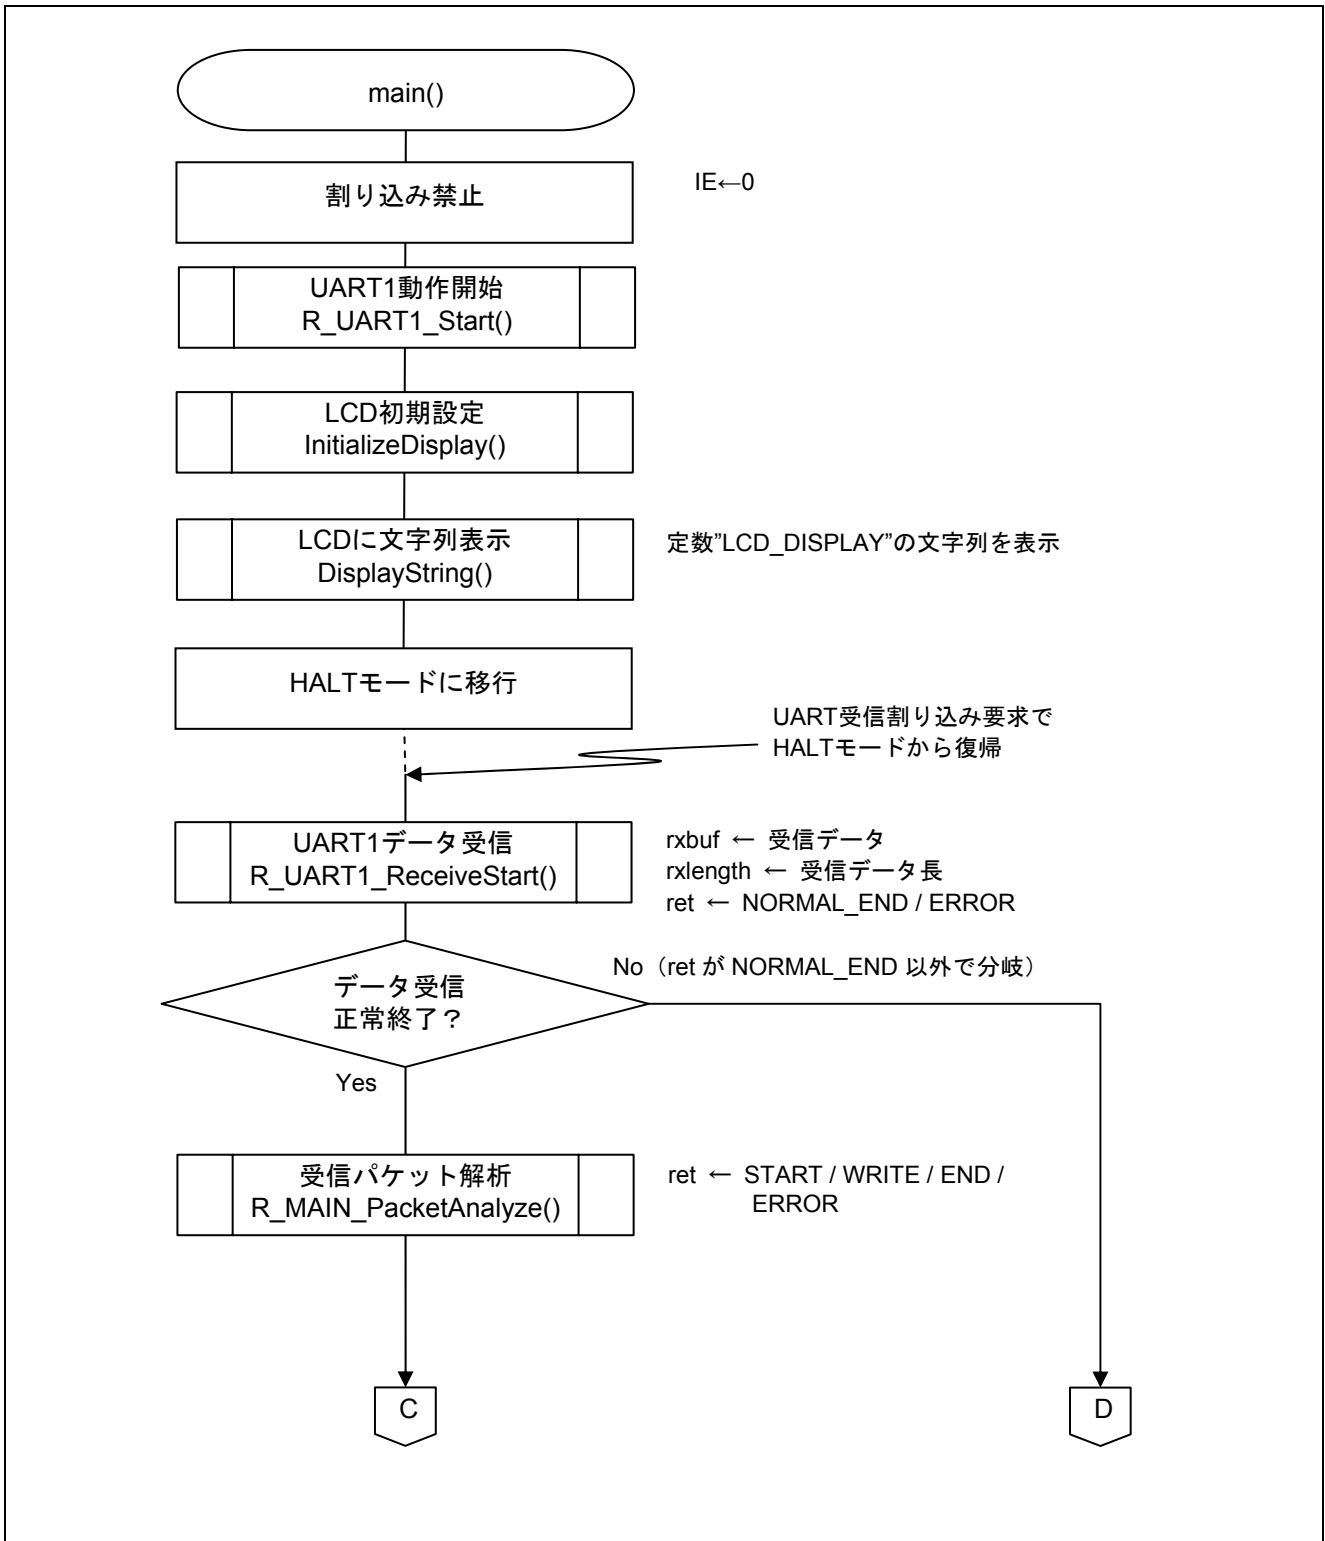 main()
割り込み禁止
IE←0
UART1動作開始
R_UART1_Start()
LCD初期設定
InitializeDisplay()
LCDに文字列表示
DisplayString()
定数”LCD_DISPLAY”の文字列を表示
HALTモードに移行
UART受信割り込み要求で
HALTモードから復帰
UART1データ受信
R_UART1_ReceiveStart()
rxbuf ← 受信データ
rxlength ← 受信データ長
ret ← NORMAL_END / ERROR
データ受信
正常終了？
No（ret が NORMAL_END 以外で分岐）
Yes
受信パケット解析
R_MAIN_PacketAnalyze()
ret ← START / WRITE / END /
ERROR
C
D